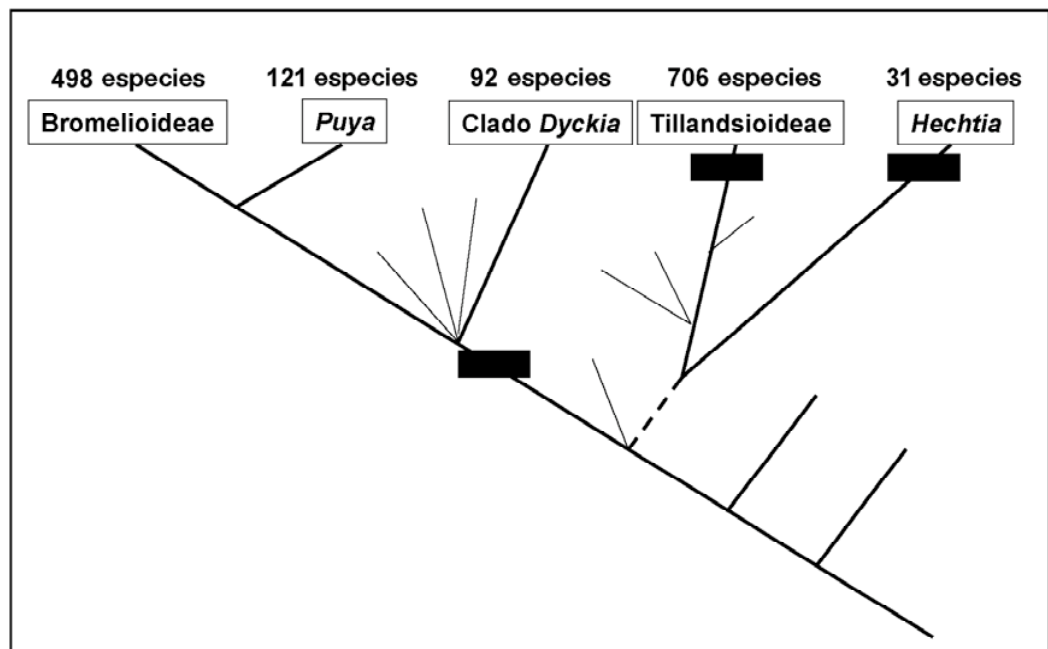 498 especies 121 especies 92 especies 706 especies 31 especies
Bromelioideae Puya Clado Dyckia Tillandsioideae Hechtia